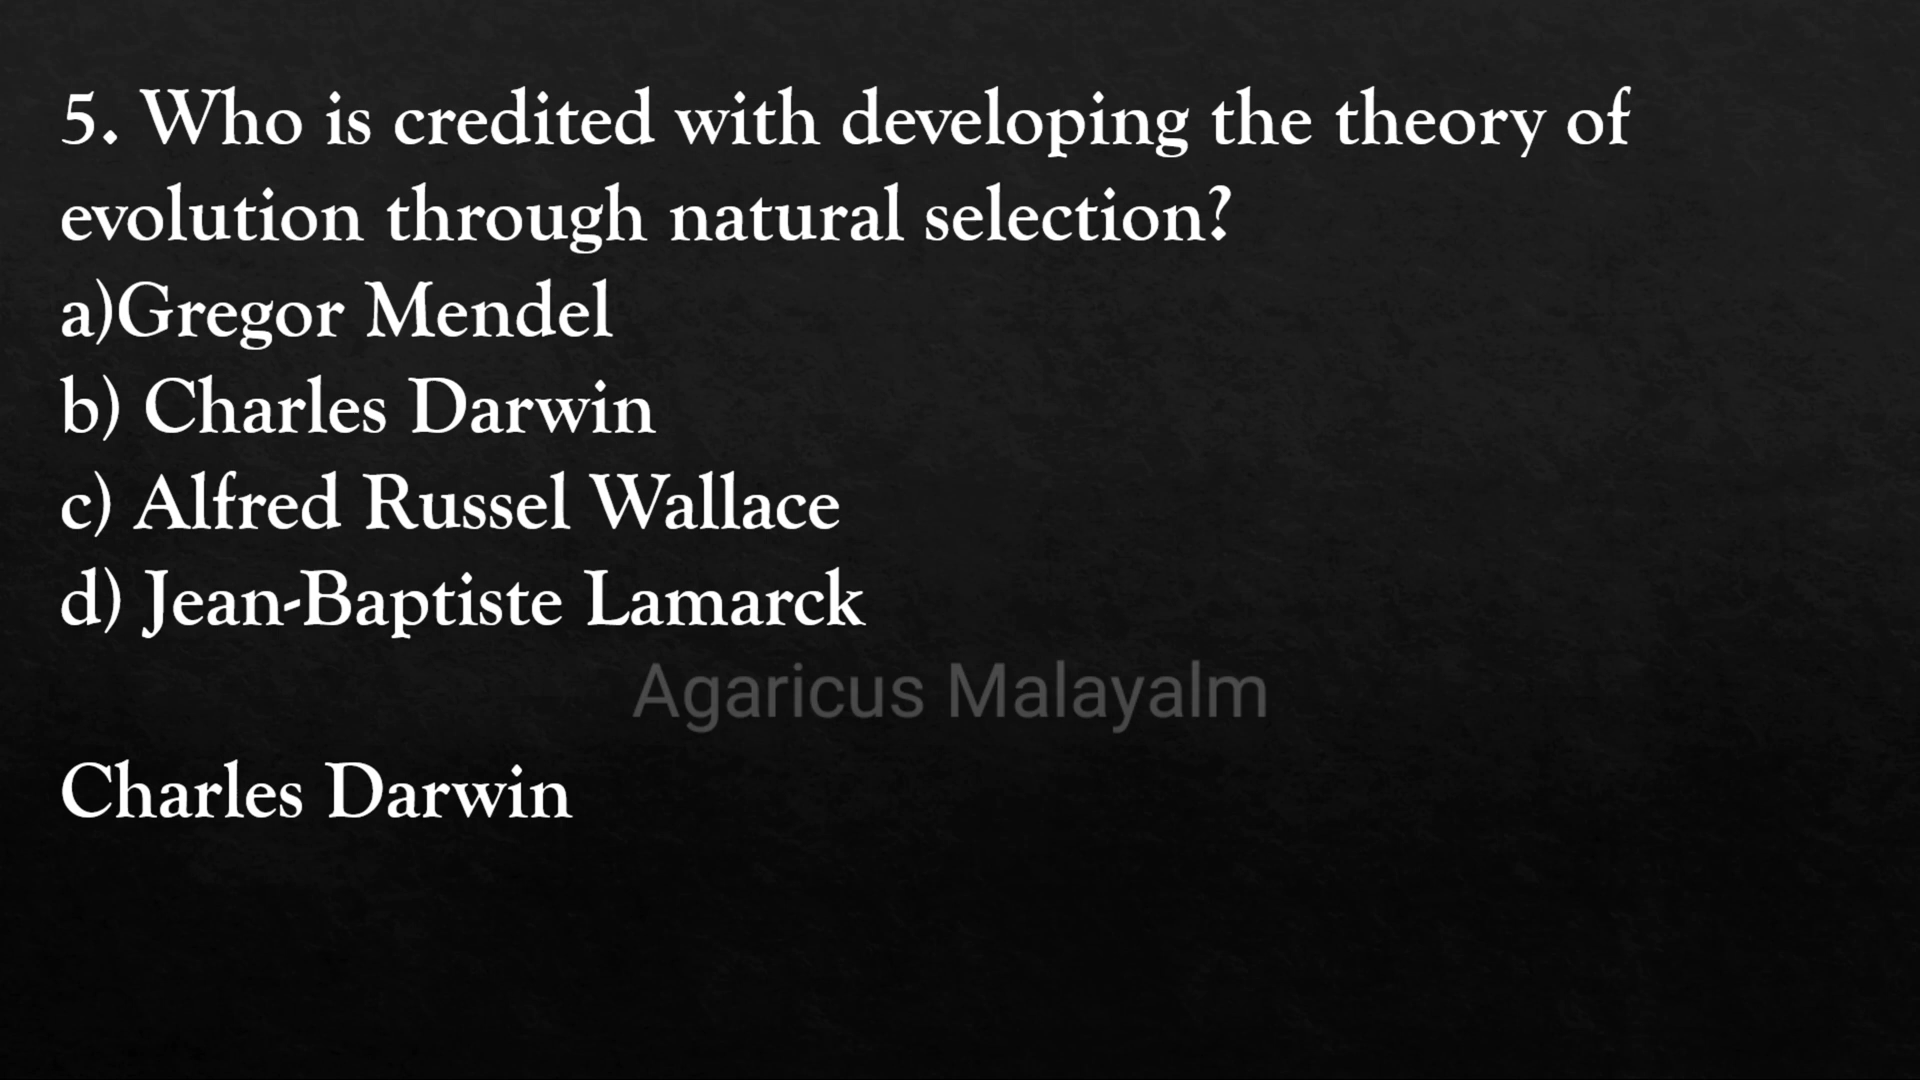 5. Who is credited with developing the theory of
evolution through natural selection?
a)Gregor Mendel
b) Charles Darwin
c) Alfred Russel Wallace
d) Jean-Baptiste Lamarck
Agaricus Malayalm
Charles Darwin